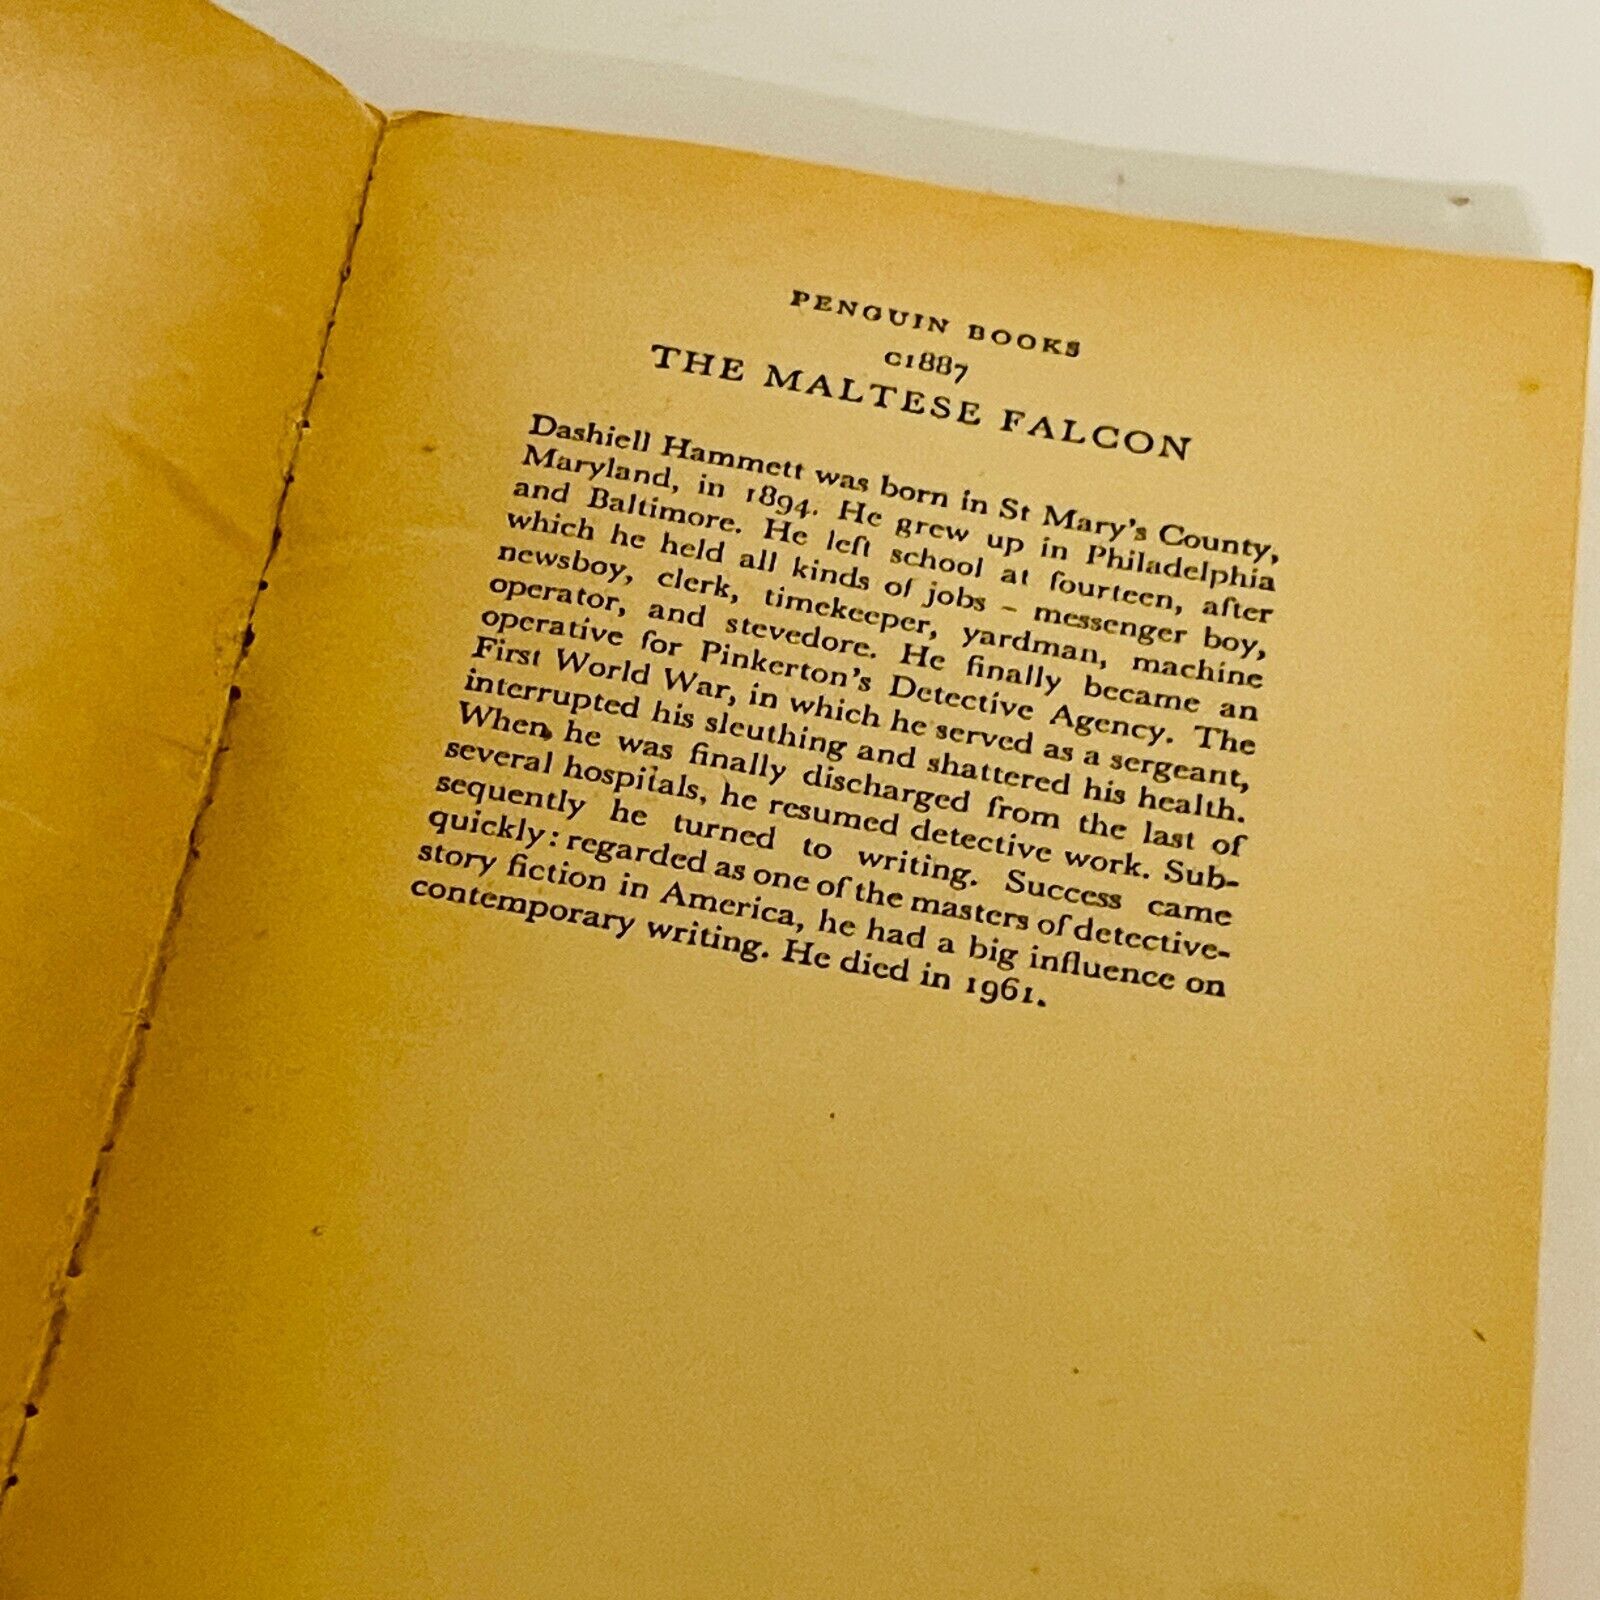 PENGUIN BOOKS
C1887
THE MALTESE FALCON
Dashiell Hammett was born in St Mary's County,
Maryland, in 1894. He grew up in Philadelphia
and Baltimore. He left school at fourteen, after
which he held all kinds of jobs – messenger boy,
newsboy, clerk, timekeeper, yardman, machine
operator, and stevedore. He finally became an
operative for Pinkerton's Detective Agency. The
First World War, in which he served as a sergeant,
interrupted his sleuthing and shattered his health.
When he was finally discharged from the last of
several hospitals, he resumed detective work. Sub-
sequently he turned to writing. Success came
quickly: regarded as one of the masters of detective-
story fiction in America, he had a big influence on
contemporary writing. He died in 1961.